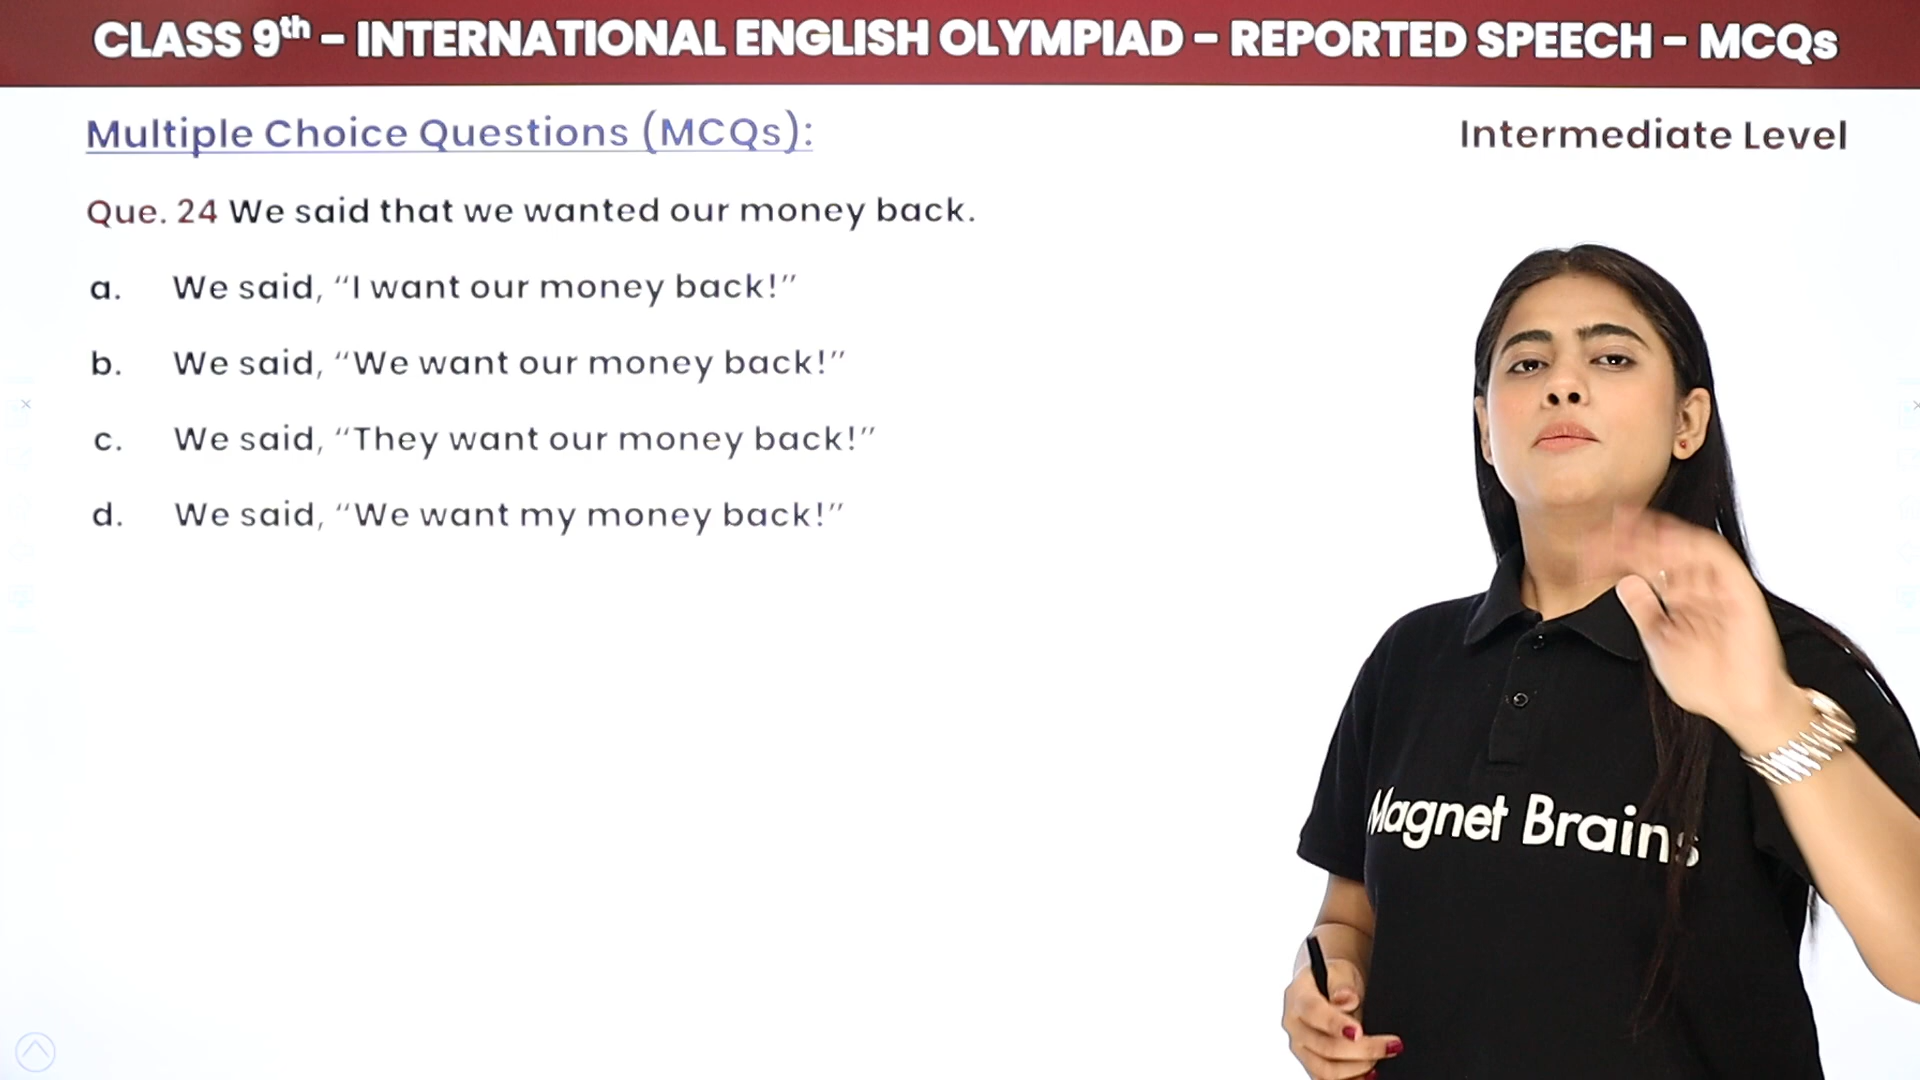 CLASS 9th - INTERNATIONAL ENGLISH OLYMPIAD - REPORTED SPEECH - MCQs
Multiple Choice Questions (MCQs):
Intermediate Level
Que. 24 We said that we wanted our money back.
a. We said, “I want our money back!”
b. We said, “We want our money back!”
c. We said, “They want our money back!”
d. We said, “We want my money back!”
Magnet Brains